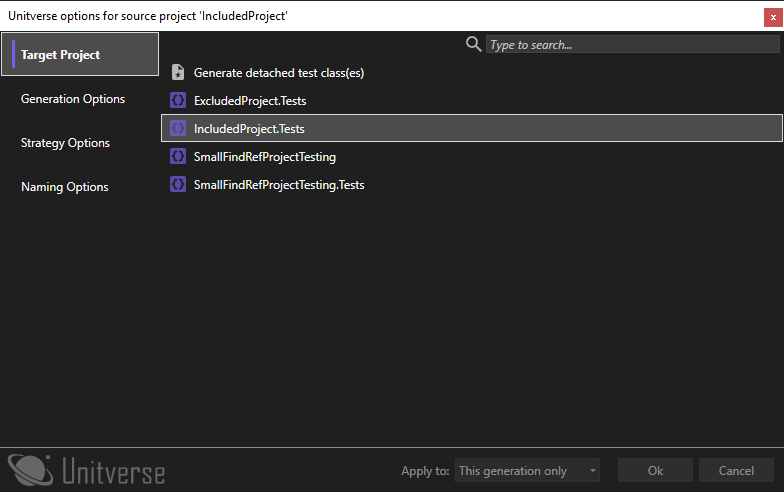 Unitverse options for source project 'IncludedProject'
x
Target Project
Generation Options
Strategy Options
Naming Options
Type to search...
Generate detached test class(es)
ExcludedProject.Tests
IncludedProject.Tests
SmallFindRefProjectTesting
SmallFindRefProjectTesting.Tests
Unitverse
Apply to:
This generation only
Ok
Cancel